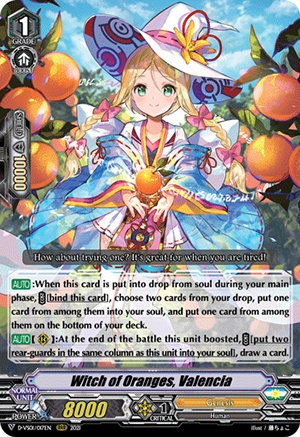 1
GRADE
BOOST
10000
How about trying one? It's great for when you are tired!
AUTO:When this card is put into drop from soul during your main
phase, [bind this card], choose two cards from your drop, put one
card from among them into your soul, and put one card from among
them on the bottom of your deck.
AUTO :1:At the end of the battle this unit boosted, [put two
rear-guards in the same column as this unit into your soul], draw a card.
Witch of Oranges, Valencia
NORMAL
UNIT
Genesis
Human
POWER
8000
1
CRITICAL
D-VS01/017EN RRR 2021